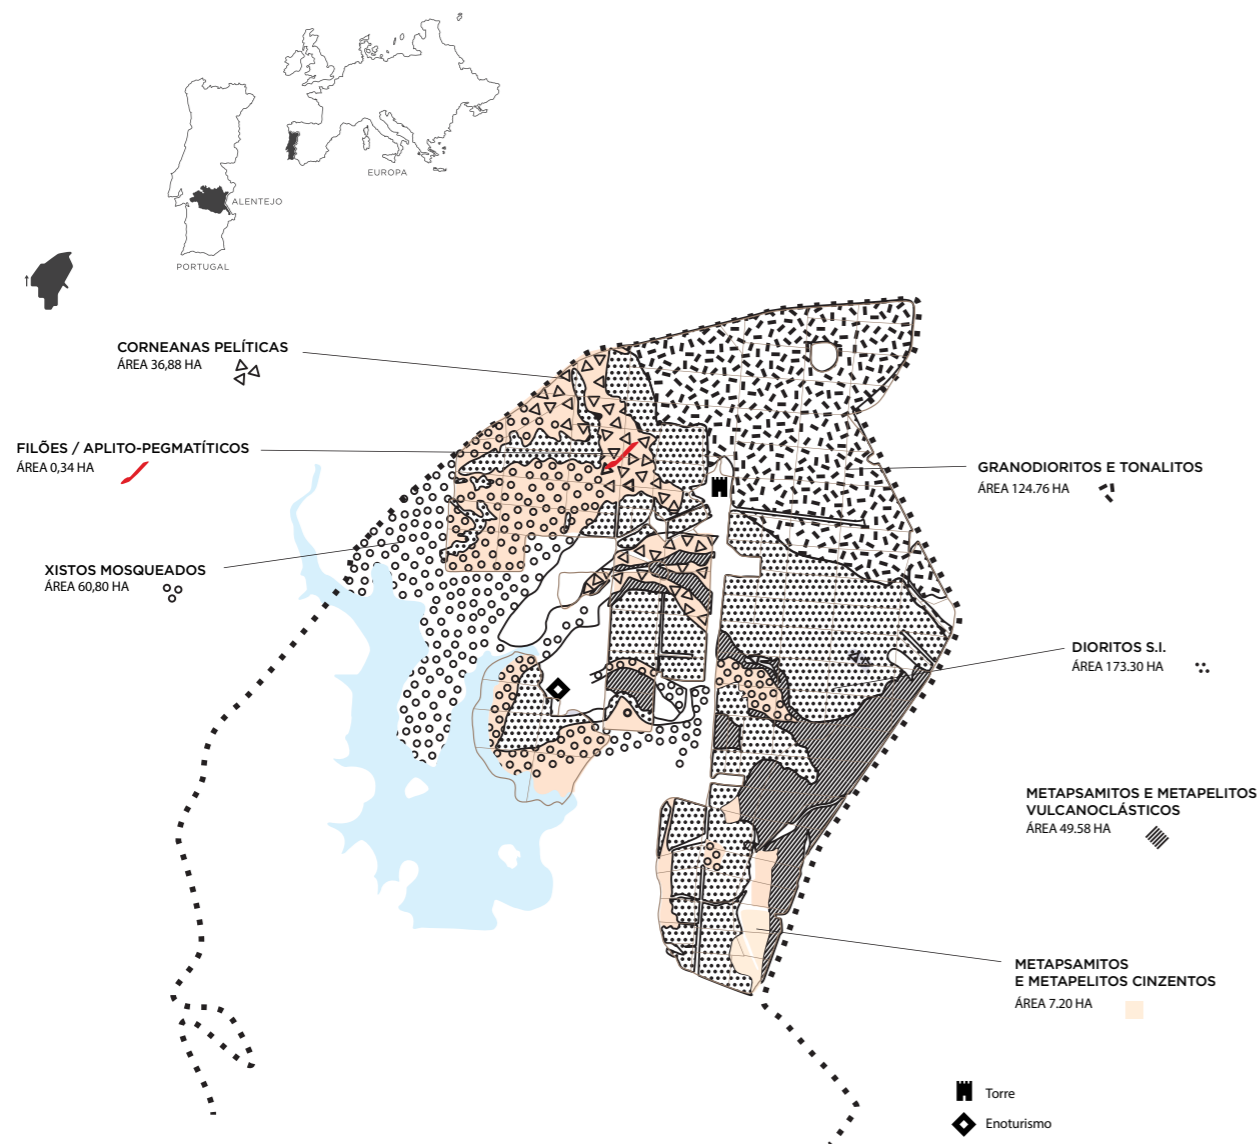 EUROPA
ALENTEJO
PORTUGAL
CORNEANAS PELÍTICAS
ÁREA 36,88 HA
FILÕES / APLITO-PEGMATÍTICOS
ÁREA 0,34 HA
XISTOS MOSQUEADOS
ÁREA 60,80 HA
GRANODIORITOS E TONALITOS
ÁREA 124.76 HA
DIORITOS S.I.
ÁREA 173.30 HA
METAPSAMITOS E METAPELITOS
VULCANOCLÁSTICOS
ÁREA 49.58 HA
METAPSAMITOS
E METAPELITOS CINZENTOS
ÁREA 7.20 HA
Torre
Enoturismo